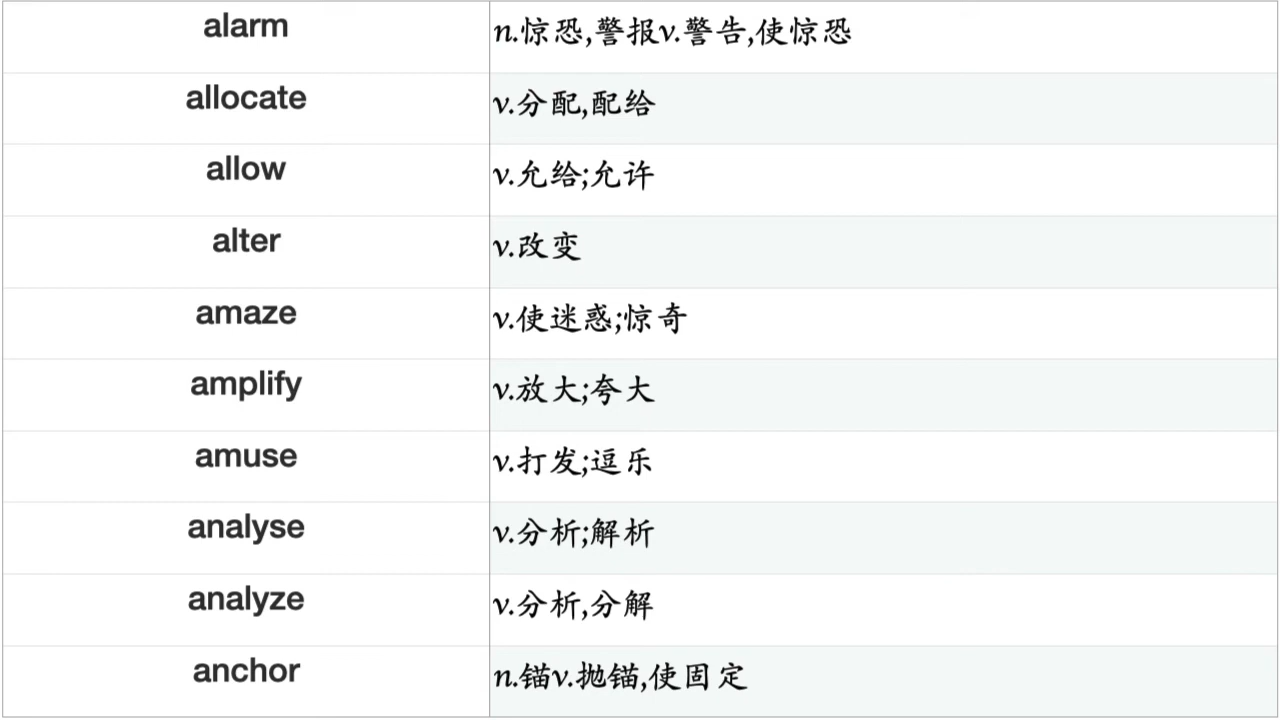 alarm n.惊恐,警报v.警告,使惊恐
allocate v.分配,配给
allow v.允给;允许
alter v.改变
amaze v.使迷惑;惊奇
amplify v.放大;夸大
amuse v.打发;逗乐
analyse v.分析;解析
analyze v.分析,分解
anchor n.锚v.抛锚,使固定